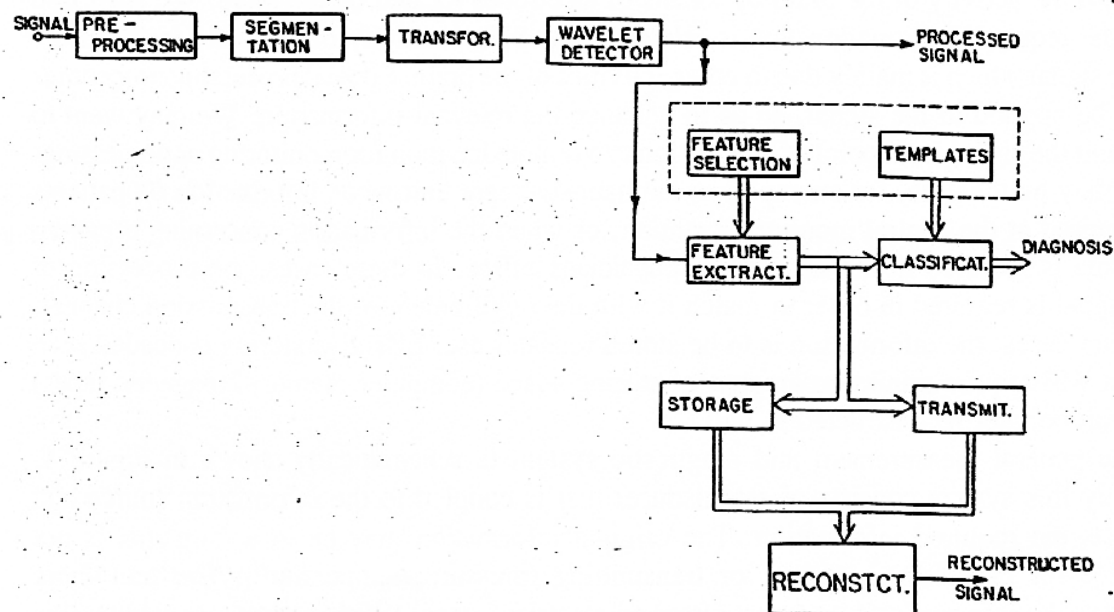 SIGNAL
PRE-
PROCESSING
SEGMEN-
TATION
TRANSFOR.
WAVELET
DETECTOR
PROCESSED
SIGNAL
FEATURE
SELECTION
TEMPLATES
FEATURE
EXCTRACT.
CLASSIFICAT.
DIAGNOSIS
STORAGE
TRANSMIT.
RECONSTCT.
RECONSTRUCTED
SIGNAL